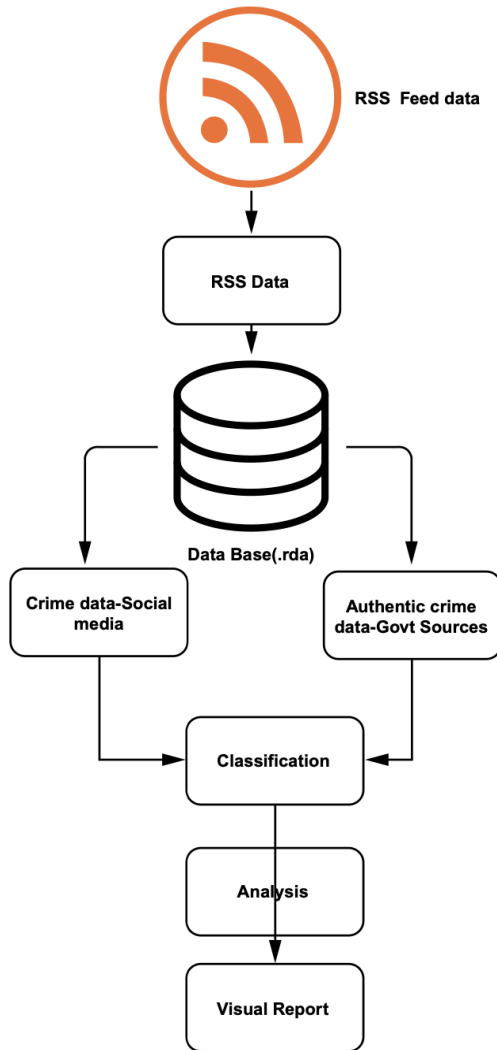 RSS  Feed data
RSS Data
Data Base(.rda)
Crime data-Social
media
Authentic crime
data-Govt Sources
Classification
Analysis
Visual Report